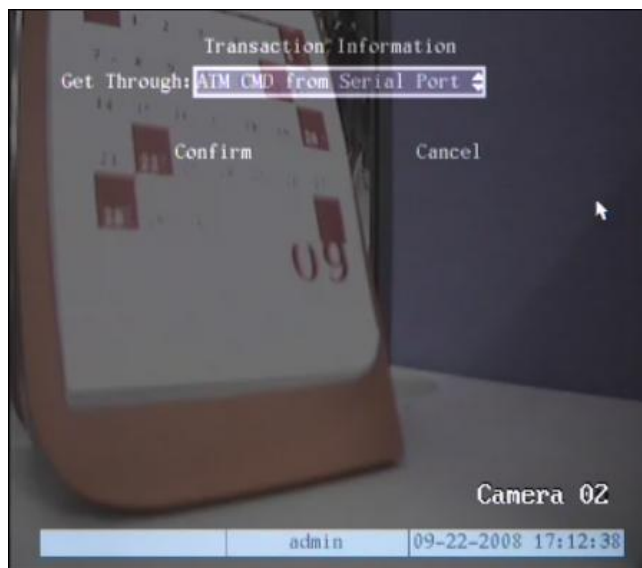 Transaction Information
Get Through: ATM CMD from Serial Port
Confirm Cancel
09
Camera 02
admin 09-22-2008 17:12:38